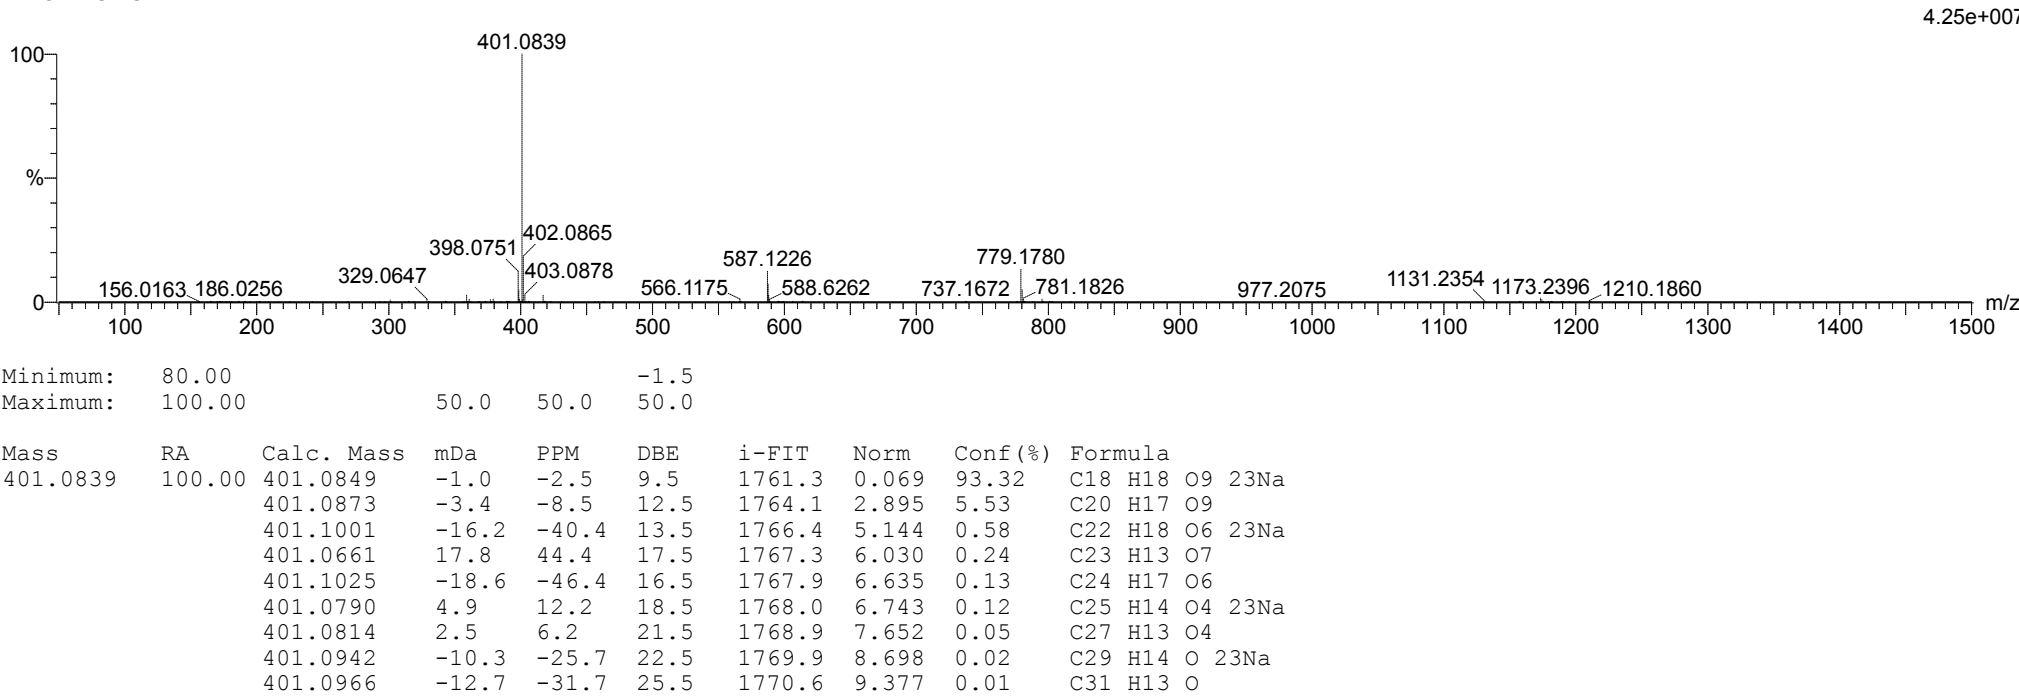 4.25e+007
401.0839
100
402.0865
%
398.0751
403.0878
329.0647
587.1226
779.1780
156.0163 186.0256
566.1175 588.6262
737.1672 781.1826
977.2075
1131.2354 1173.2396 1210.1860
0
m/z
100 200 300 400 500 600 700 800 900 1000 1100 1200 1300 1400 1500
Minimum: 80.00 -1.5
Maximum: 100.00 50.0 50.0 50.0
Mass RA Calc. Mass mDa PPM DBE i-FIT Norm Conf(%) Formula
401.0839 100.00 401.0849 -1.0 -2.5 9.5 1761.3 0.069 93.32 C18 H18 O9 23Na
401.0873 -3.4 -8.5 12.5 1764.1 2.895 5.53 C20 H17 O9
401.1001 -16.2 -40.4 13.5 1766.4 5.144 0.58 C22 H18 O6 23Na
401.0661 17.8 44.4 17.5 1767.3 6.030 0.24 C23 H13 O7
401.1025 -18.6 -46.4 16.5 1767.9 6.635 0.13 C24 H17 O6
401.0790 4.9 12.2 18.5 1768.0 6.743 0.12 C25 H14 O4 23Na
401.0814 2.5 6.2 21.5 1768.9 7.652 0.05 C27 H13 O4
401.0942 -10.3 -25.7 22.5 1769.9 8.698 0.02 C29 H14 O 23Na
401.0966 -12.7 -31.7 25.5 1770.6 9.377 0.01 C31 H13 O